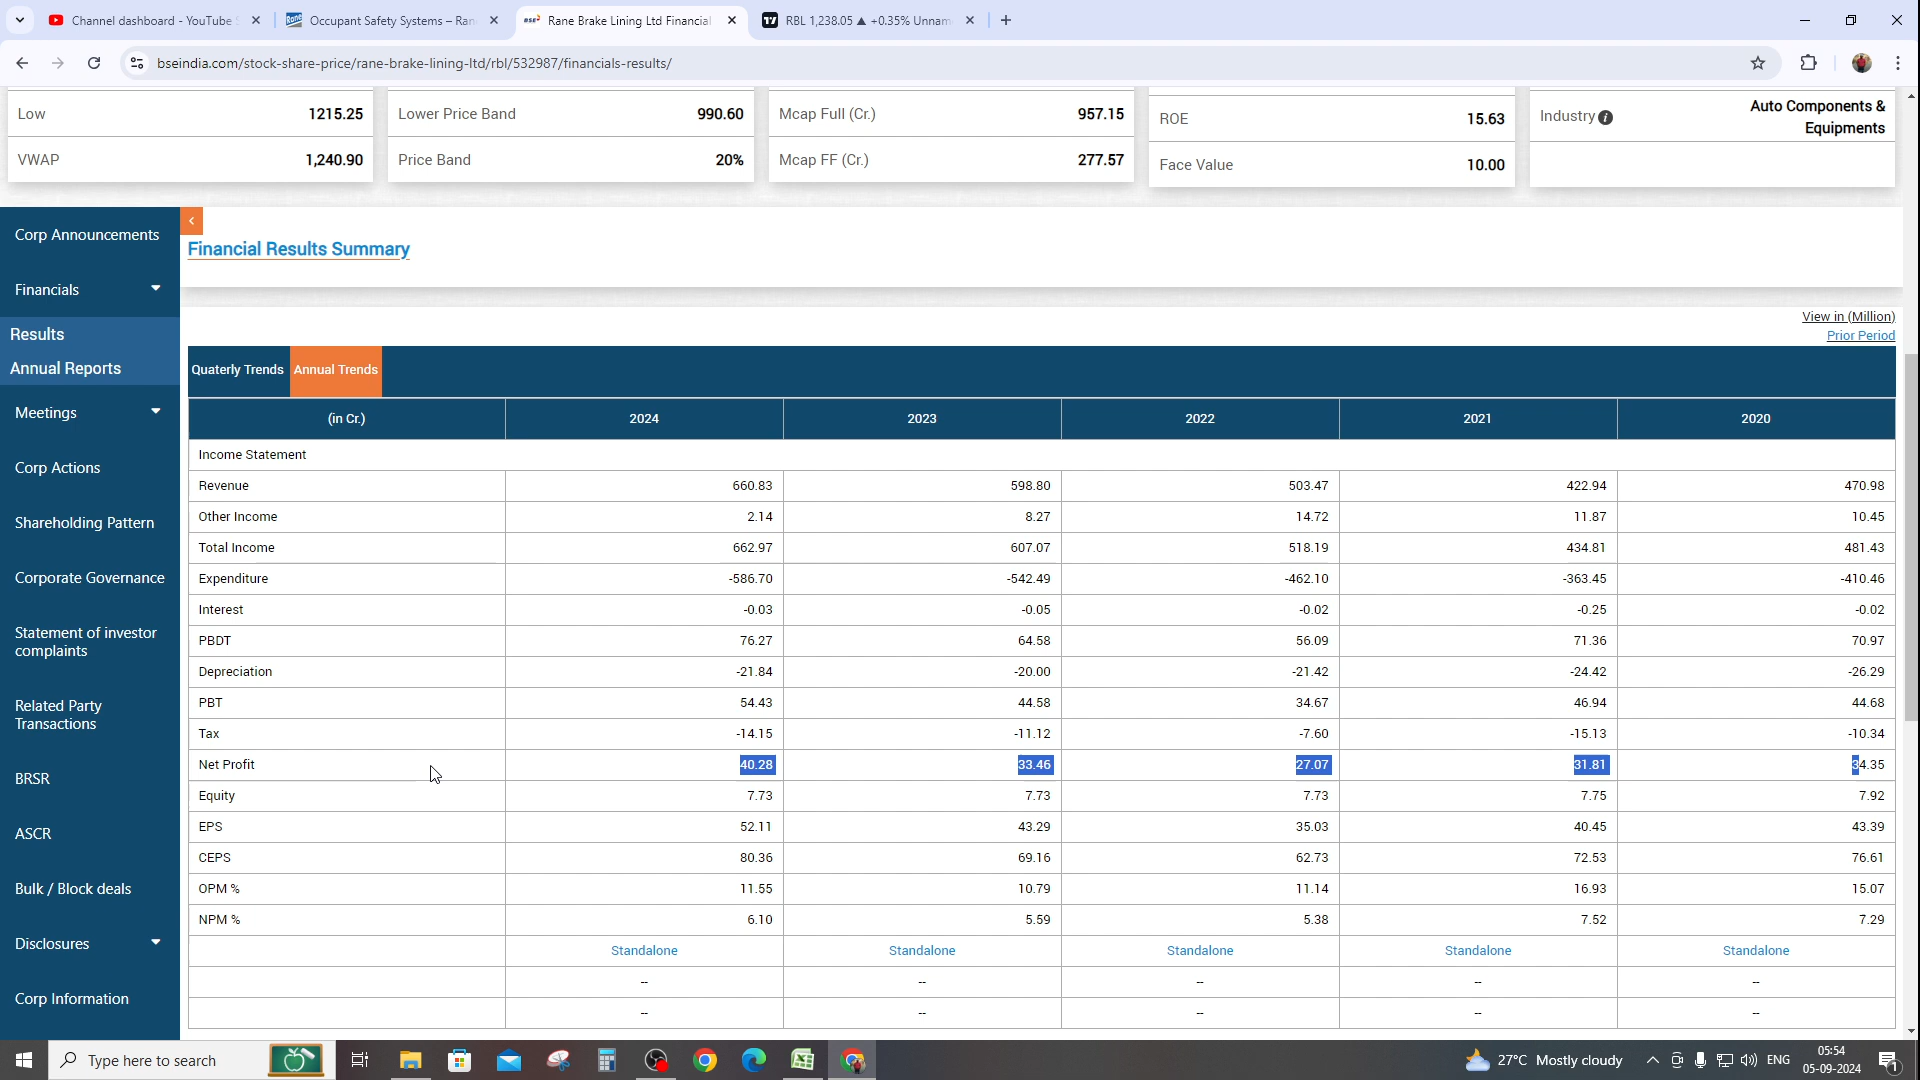 Channel dashboard - YouTube
Occupant Safety Systems – Ran
Rane Brake Lining Ltd Financial
RBL 1,238.05 ▲ +0.35% Unnam
bseindia.com/stock-share-price/rane-brake-lining-ltd/rbl/532987/financials-results/
Low 1215.25 Lower Price Band 990.60 Mcap Full (Cr.) 957.15 ROE 15.63 Industry Auto Components & Equipments
VWAP 1,240.90 Price Band 20% Mcap FF (Cr.) 277.57 Face Value 10.00
Corp Announcements
Financials
Results
Annual Reports
Meetings
Corp Actions
Shareholding Pattern
Corporate Governance
Statement of investor
complaints
Related Party
Transactions
BRSR
ASCR
Bulk / Block deals
Disclosures
Corp Information
Financial Results Summary
View in (Million)
Prior Period
Quaterly Trends Annual Trends
(in Cr.) 2024 2023 2022 2021 2020
Income Statement
Revenue 660.83 598.80 503.47 422.94 470.98
Other Income 2.14 8.27 14.72 11.87 10.45
Total Income 662.97 607.07 518.19 434.81 481.43
Expenditure -586.70 -542.49 -462.10 -363.45 -410.46
Interest -0.03 -0.05 -0.02 -0.25 -0.02
PBDT 76.27 64.58 56.09 71.36 70.97
Depreciation -21.84 -20.00 -21.42 -24.42 -26.29
PBT 54.43 44.58 34.67 46.94 44.68
Tax -14.15 -11.12 -7.60 -15.13 -10.34
Net Profit 40.28 33.46 27.07 31.81 34.35
Equity 7.73 7.73 7.73 7.75 7.92
EPS 52.11 43.29 35.03 40.45 43.39
CEPS 80.36 69.16 62.73 72.53 76.61
OPM % 11.55 10.79 11.14 16.93 15.07
NPM % 6.10 5.59 5.38 7.52 7.29
Standalone Standalone Standalone Standalone Standalone
-- -- -- -- --
-- -- -- -- --
Type here to search
27°C Mostly cloudy
ENG
05:54
05-09-2024
1